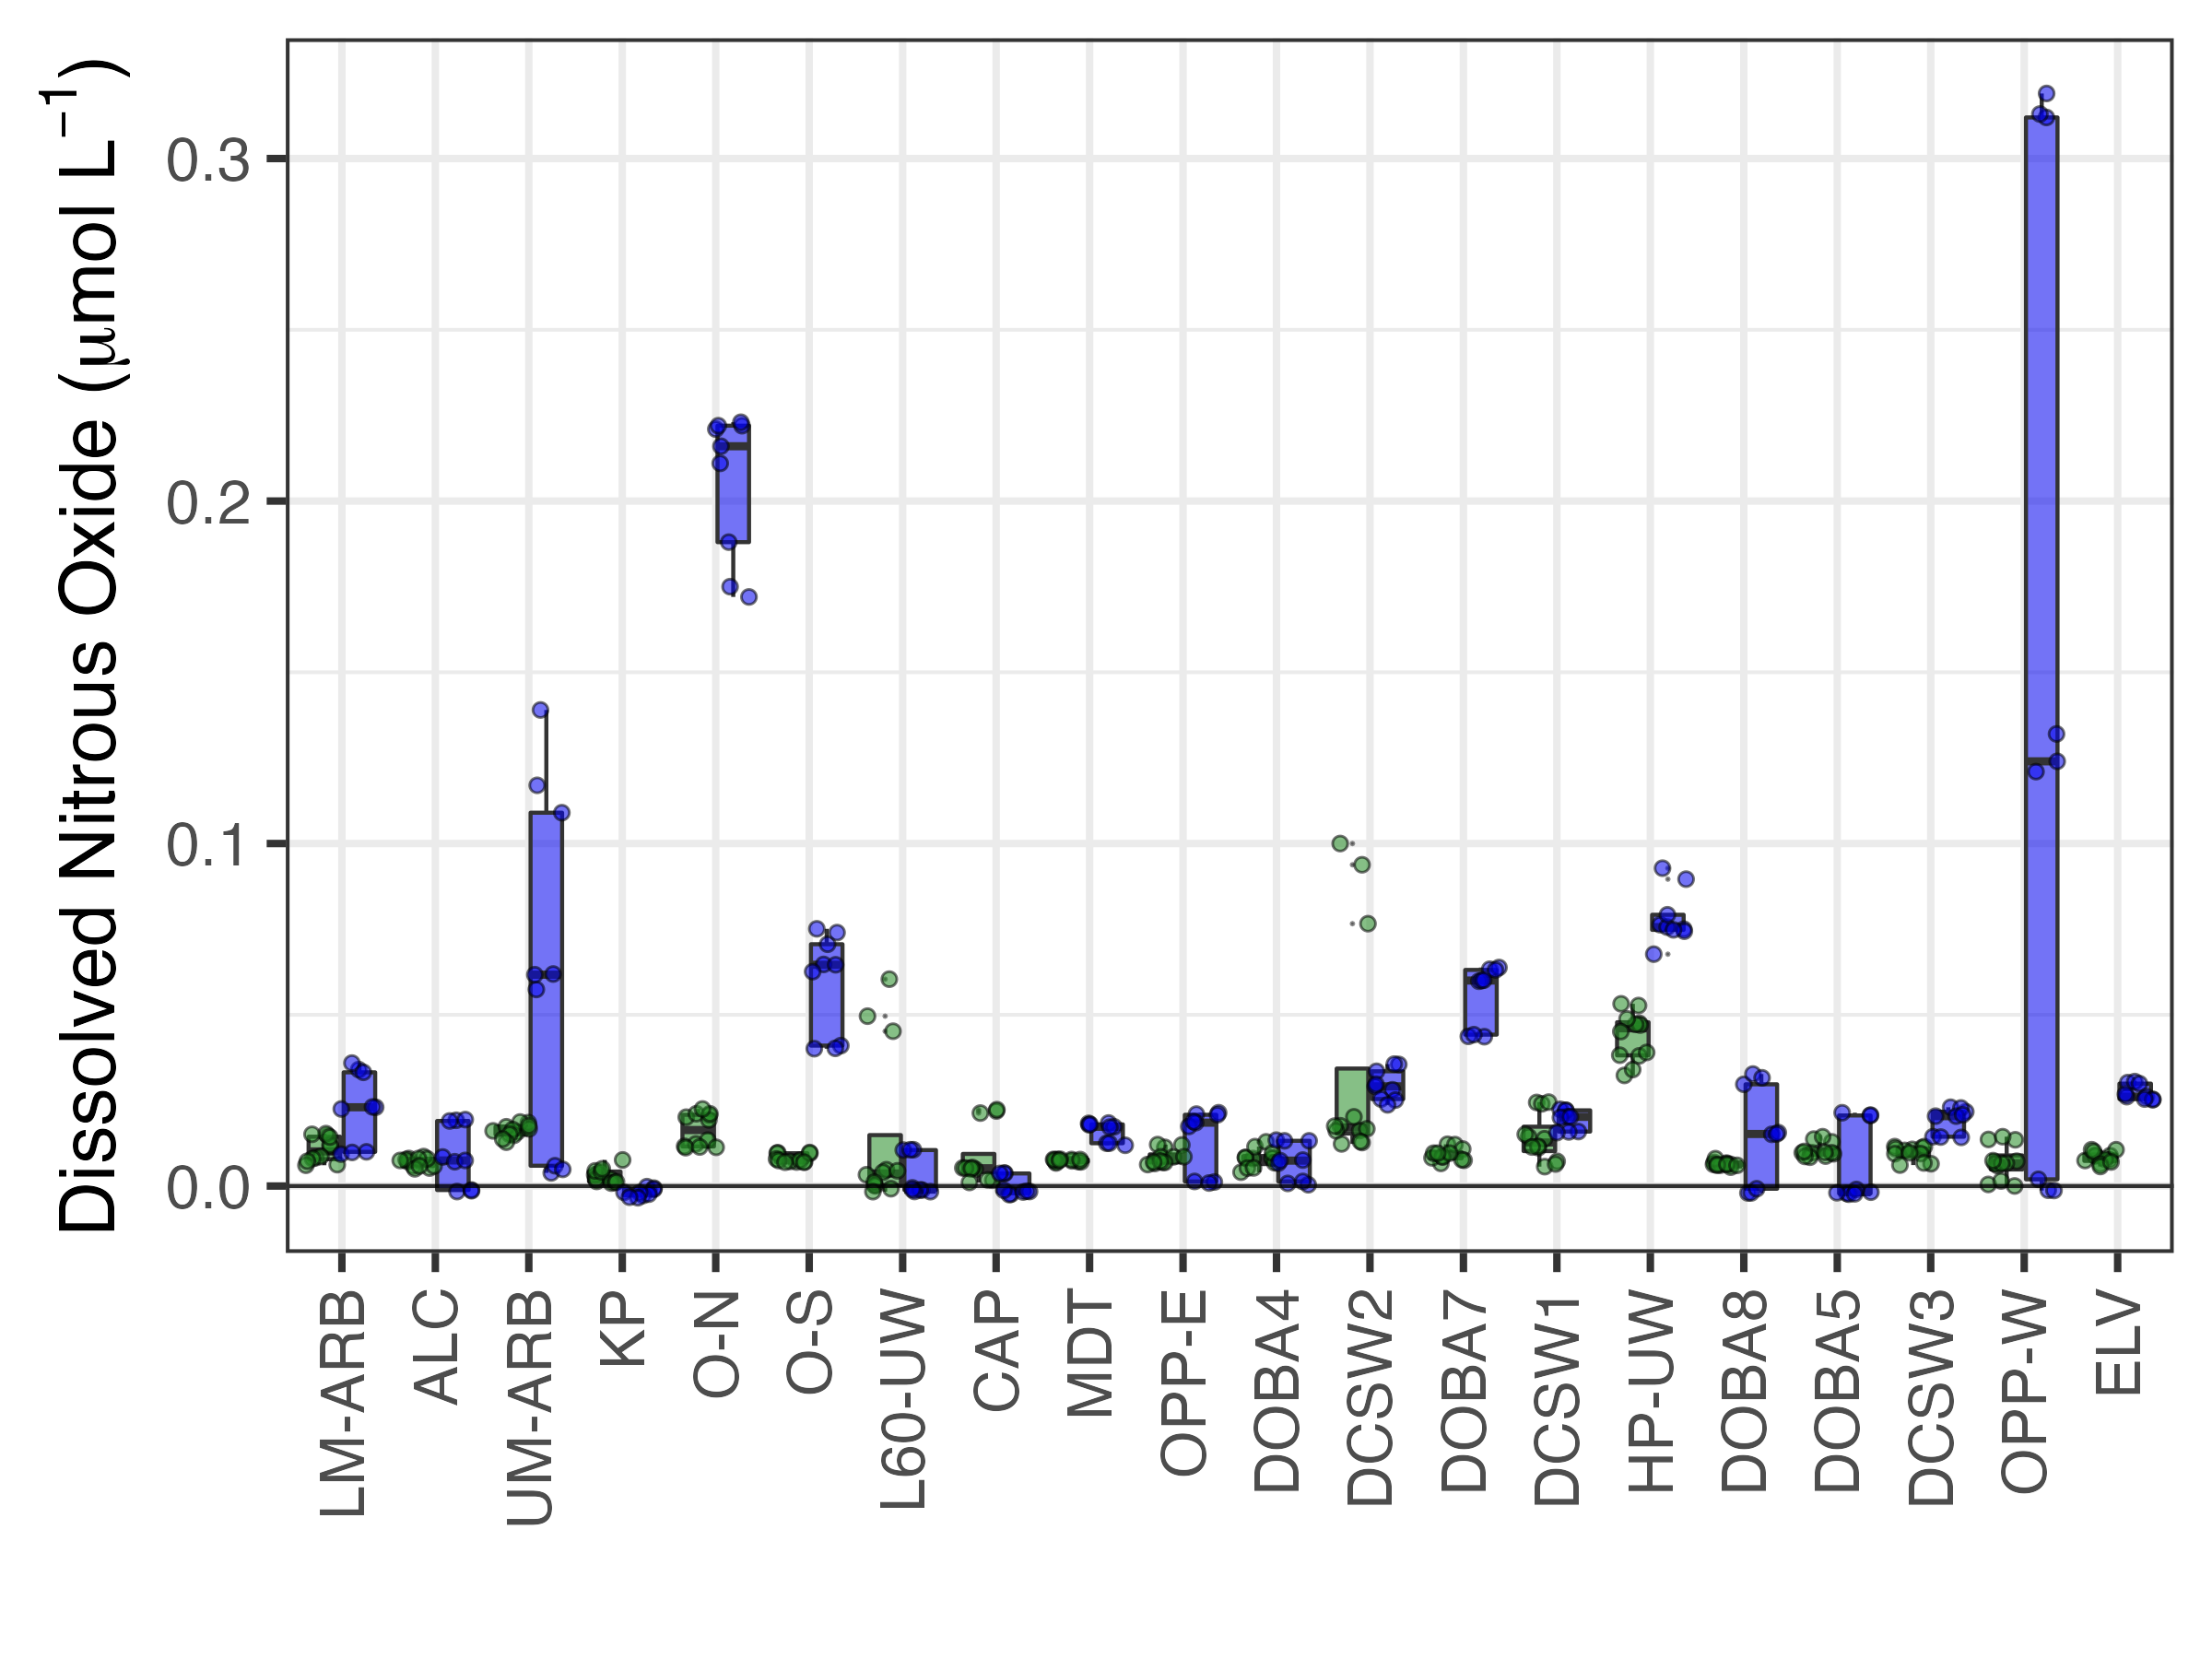 Dissolved Nitrous Oxide (μmol L⁻¹)
0.3
0.2
0.1
0.0
LM-ARB
ALC
UM-ARB
KP
O-N
O-S
L60-UW
CAP
MDT
OPP-E
DOBA4
DCSW2
DOBA7
DCSW1
HP-UW
DOBA8
DOBA5
DCSW3
OPP-W
ELV